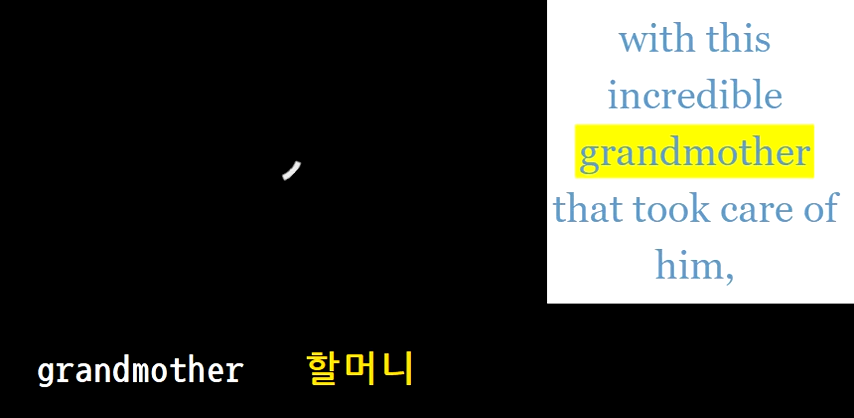 with this
incredible
grandmother
that took care of
him,
grandmother 할머니